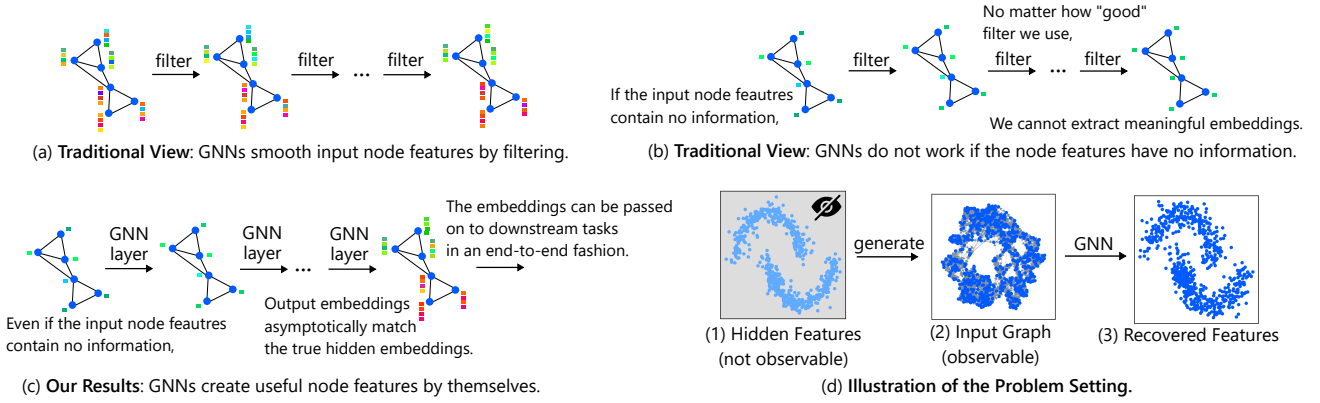 filter
filter
...
filter
(a) Traditional View: GNNs smooth input node features by filtering.
No matter how "good"
filter we use,
filter
filter
...
filter
If the input node feautres
contain no information,
We cannot extract meaningful embeddings.
(b) Traditional View: GNNs do not work if the node features have no information.
GNN
layer
GNN
layer
...
GNN
layer
The embeddings can be passed
on to downstream tasks
in an end-to-end fashion.
Even if the input node feautres
contain no information,
Output embeddings
asymptotically match
the true hidden embeddings.
(c) Our Results: GNNs create useful node features by themselves.
generate
GNN
(1) Hidden Features
(not observable)
(2) Input Graph
(observable)
(3) Recovered Features
(d) Illustration of the Problem Setting.